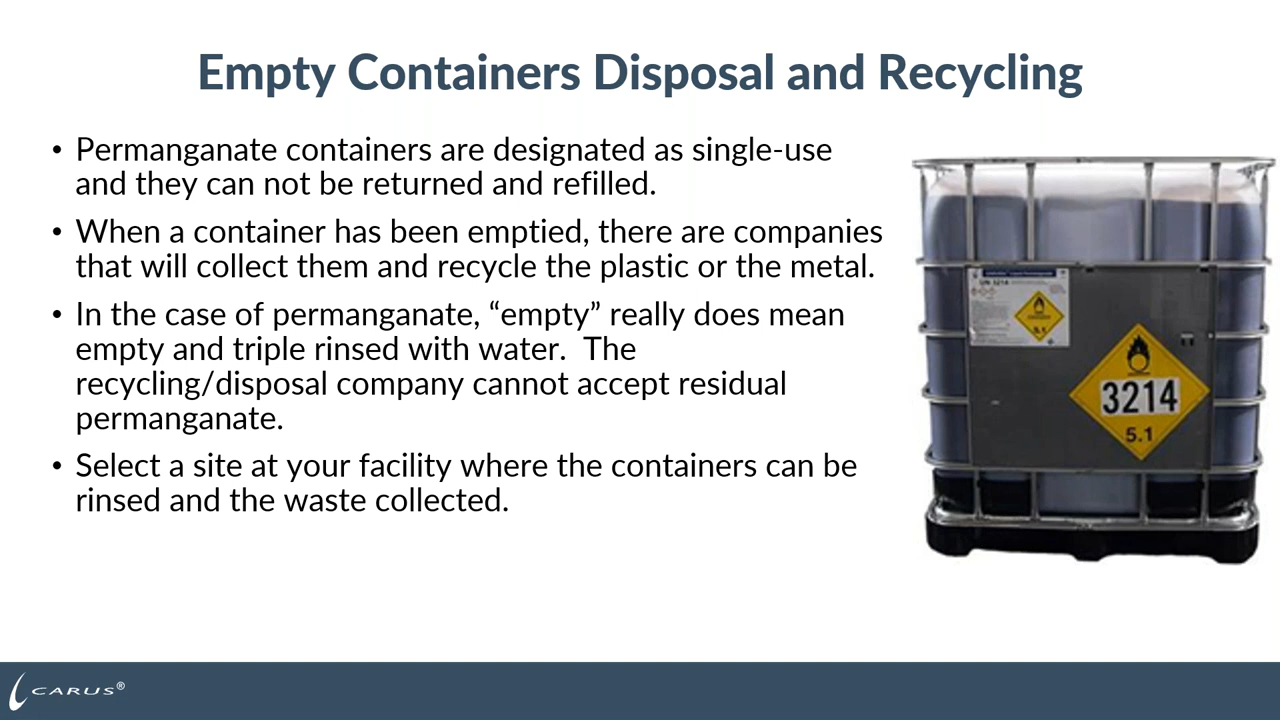 Empty Containers Disposal and Recycling
• Permanganate containers are designated as single-use
and they can not be returned and refilled.
• When a container has been emptied, there are companies
that will collect them and recycle the plastic or the metal.
• In the case of permanganate, “empty” really does mean
empty and triple rinsed with water.  The
recycling/disposal company cannot accept residual
permanganate.
• Select a site at your facility where the containers can be
rinsed and the waste collected.
UN 3214
5.1
3214
5.1
CARUS®